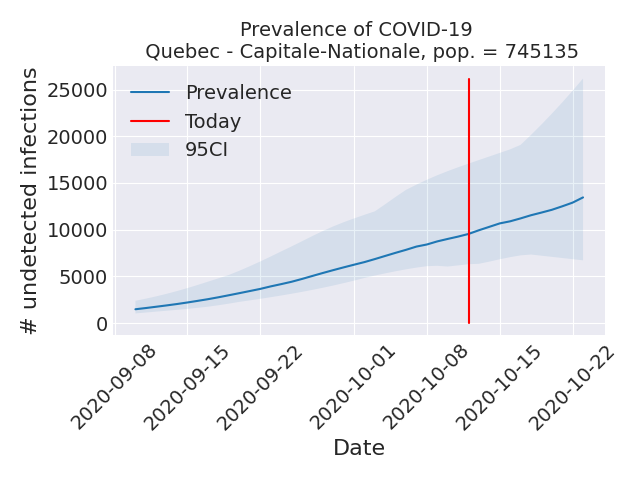 Prevalence of COVID-19
Quebec - Capitale-Nationale, pop. = 745135
# undetected infections
25000
20000
15000
10000
5000
0
Prevalence
Today
95CI
2020-09-08
2020-09-15
2020-09-22
2020-10-01
2020-10-08
2020-10-15
2020-10-22
Date